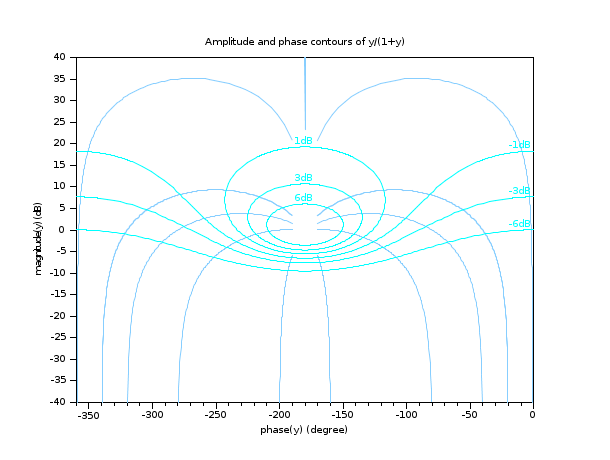 Amplitude and phase contours of y/(1+y)
40
35
30
25
20
15
10
5
0
-5
-10
-15
-20
-25
-30
-35
-40
magnitude(y) (dB)
1dB
3dB
6dB
-1dB
-3dB
-6dB
-350
-300
-250
-200
-150
-100
-50
0
phase(y) (degree)